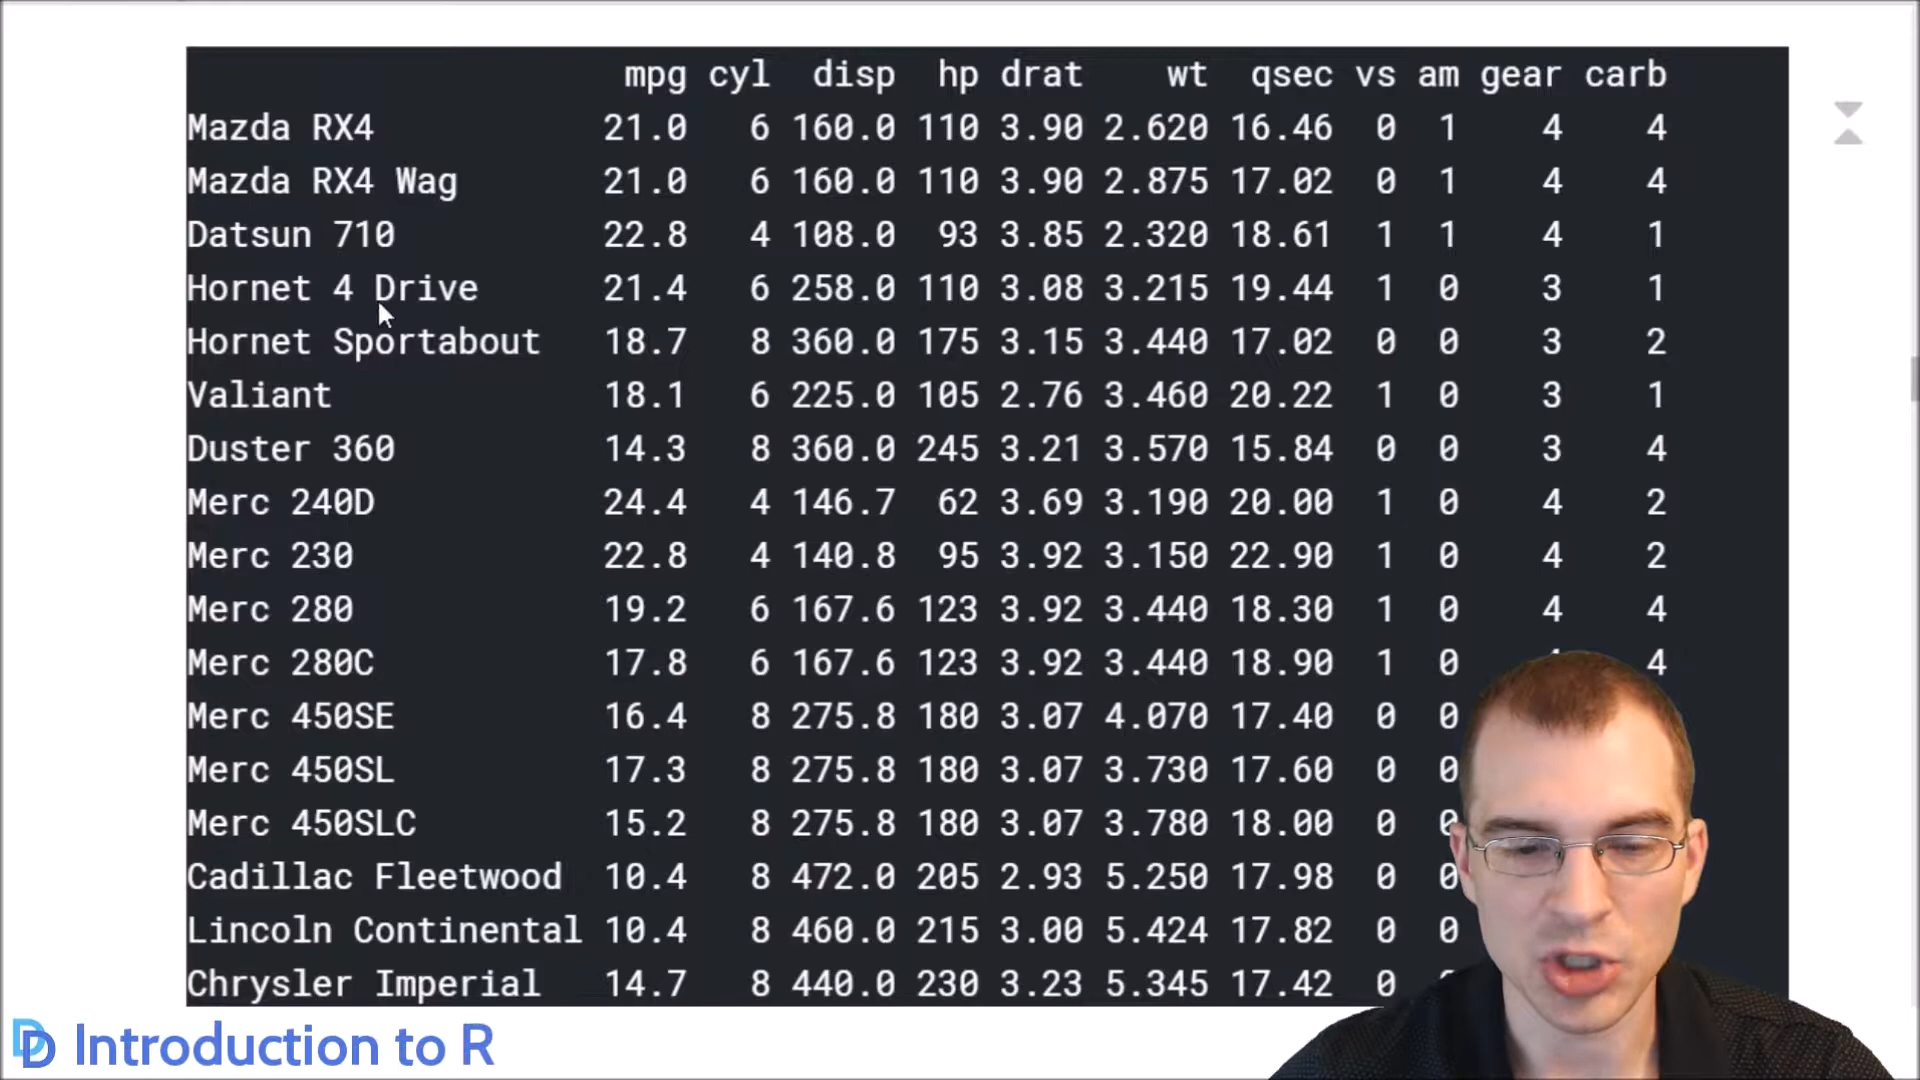 mpg cyl disp hp drat wt qsec vs am gear carb
Mazda RX4 21.0 6 160.0 110 3.90 2.620 16.46 0 1 4 4
Mazda RX4 Wag 21.0 6 160.0 110 3.90 2.875 17.02 0 1 4 4
Datsun 710 22.8 4 108.0 93 3.85 2.320 18.61 1 1 4 1
Hornet 4 Drive 21.4 6 258.0 110 3.08 3.215 19.44 1 0 3 1
Hornet Sportabout 18.7 8 360.0 175 3.15 3.440 17.02 0 0 3 2
Valiant 18.1 6 225.0 105 2.76 3.460 20.22 1 0 3 1
Duster 360 14.3 8 360.0 245 3.21 3.570 15.84 0 0 3 4
Merc 240D 24.4 4 146.7 62 3.69 3.190 20.00 1 0 4 2
Merc 230 22.8 4 140.8 95 3.92 3.150 22.90 1 0 4 2
Merc 280 19.2 6 167.6 123 3.92 3.440 18.30 1 0 4 4
Merc 280C 17.8 6 167.6 123 3.92 3.440 18.90 1 0 4
Merc 450SE 16.4 8 275.8 180 3.07 4.070 17.40 0 0
Merc 450SL 17.3 8 275.8 180 3.07 3.730 17.60 0 0
Merc 450SLC 15.2 8 275.8 180 3.07 3.780 18.00 0 0
Cadillac Fleetwood 10.4 8 472.0 205 2.93 5.250 17.98 0 0
Lincoln Continental 10.4 8 460.0 215 3.00 5.424 17.82 0 0
Chrysler Imperial 14.7 8 440.0 230 3.23 5.345 17.42 0
Introduction to R